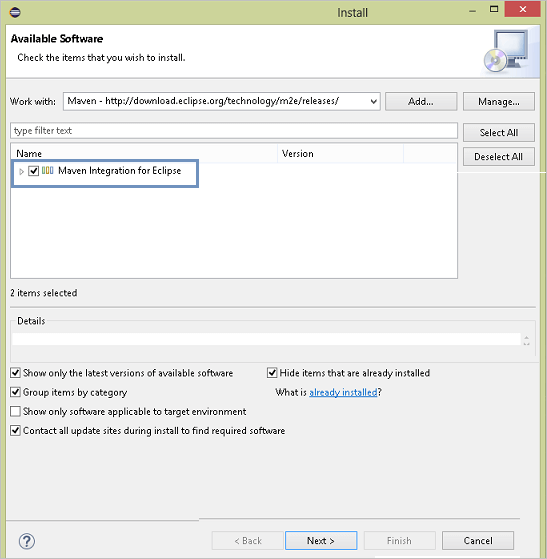 Install
Available Software
Check the items that you wish to install.
Work with: Maven - http://download.eclipse.org/technology/m2e/releases/ Add... Manage...
type filter text Select All
Name Version Deselect All
Maven Integration for Eclipse
2 items selected
Details
Show only the latest versions of available software Hide items that are already installed
Group items by category What is already installed?
Show only software applicable to target environment
Contact all update sites during install to find required software
? < Back Next > Finish Cancel